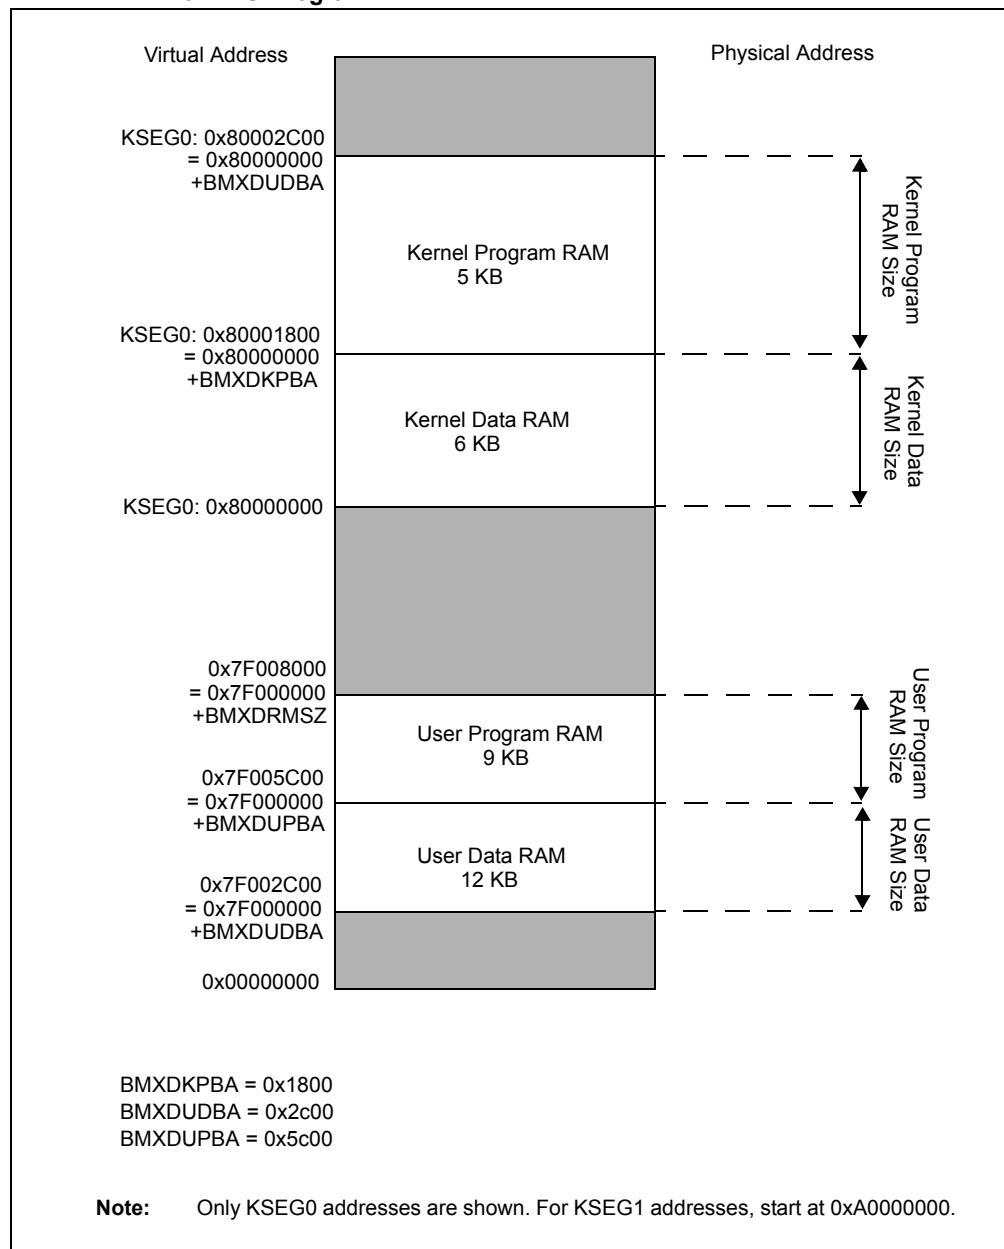 Virtual Address
Physical Address
KSEG0: 0x80002C00
= 0x80000000
+BMXDUDBA
Kernel Program RAM
5 KB
Kernel Program
RAM Size
KSEG0: 0x80001800
= 0x80000000
+BMXDKPBA
Kernel Data RAM
6 KB
Kernel Data
RAM Size
KSEG0: 0x80000000
0x7F008000
= 0x7F000000
+BMXDRMSZ
User Program RAM
9 KB
User Program
RAM Size
0x7F005C00
= 0x7F000000
+BMXDUPBA
User Data RAM
12 KB
User Data
RAM Size
0x7F002C00
= 0x7F000000
+BMXDUDBA
0x00000000
BMXDKPBA = 0x1800
BMXDUDBA = 0x2c00
BMXDUPBA = 0x5c00
Note: Only KSEG0 addresses are shown. For KSEG1 addresses, start at 0xA0000000.